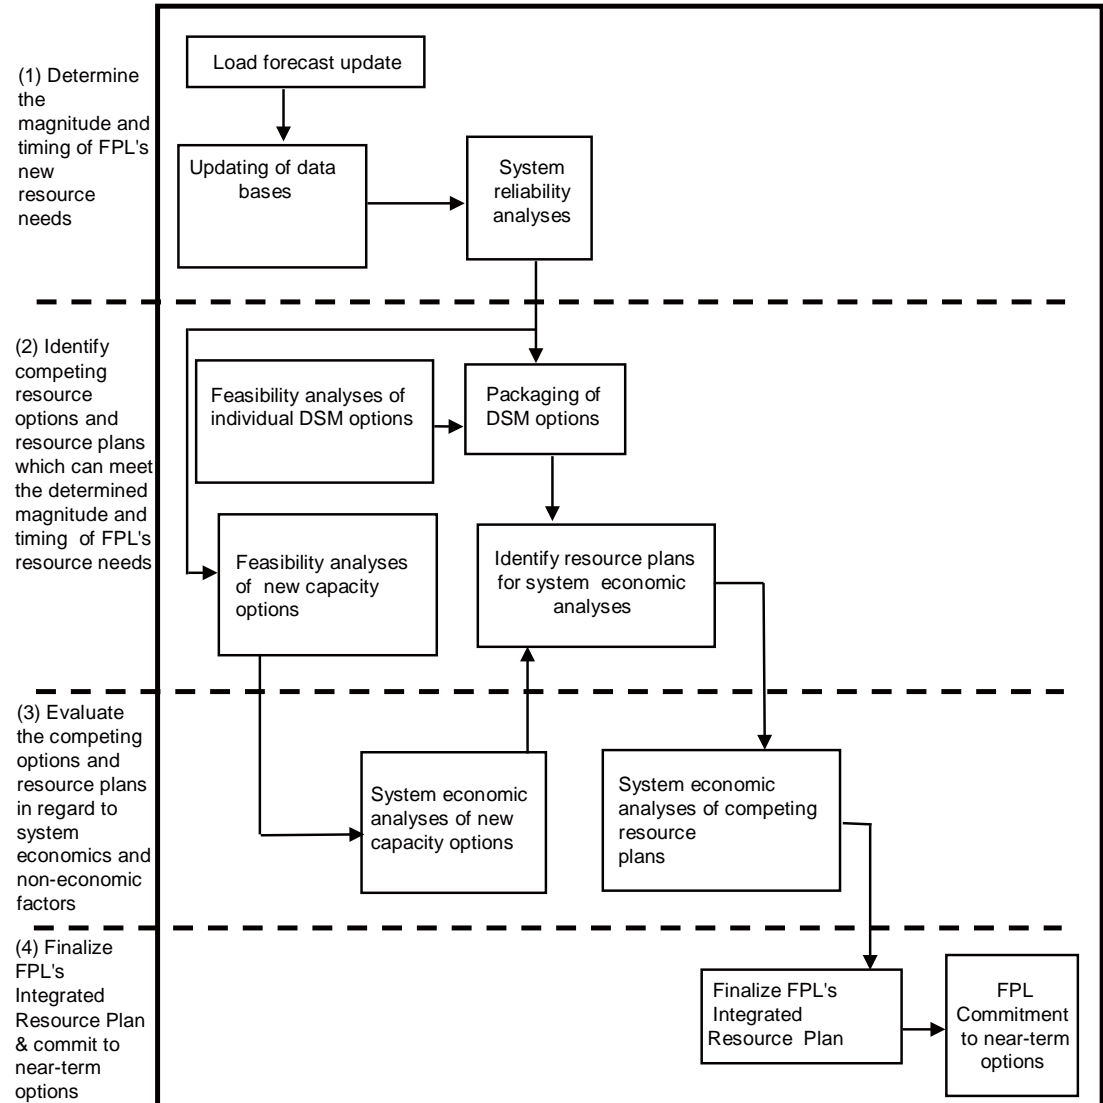 (1) Determine
the
magnitude and
timing of FPL's
new
resource
needs
Load forecast update
Updating of data
bases
System
reliability
analyses
(2) Identify
competing
resource
options and
resource plans
which can meet
the determined
magnitude and
timing of FPL's
resource needs
Feasibility analyses of
individual DSM options
Packaging of
DSM options
Feasibility analyses
of new capacity
options
Identify resource plans
for system economic
analyses
(3) Evaluate
the competing
options and
resource plans
in regard to
system
economics and
non-economic
factors
System economic
analyses of new
capacity options
System economic
analyses of competing
resource
plans
(4) Finalize
FPL's
Integrated
Resource Plan
& commit to
near-term
options
Finalize FPL's
Integrated
Resource Plan
FPL
Commitment
to near-term
options